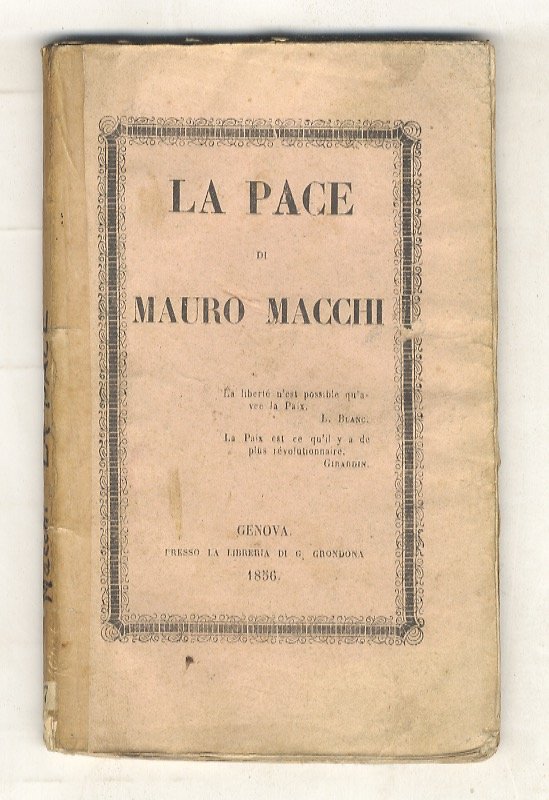 LA PACE
DI
MAURO MACCHI
La liberté n'est possible qu'a-
vec la Paix.
L. BLANC.
La Paix est ce qu'il y a de
plus révolutionnaire.
GIRARDIN.
GENOVA.
PRESSO LA LIBRERIA DI G. GRONDONA
1856.